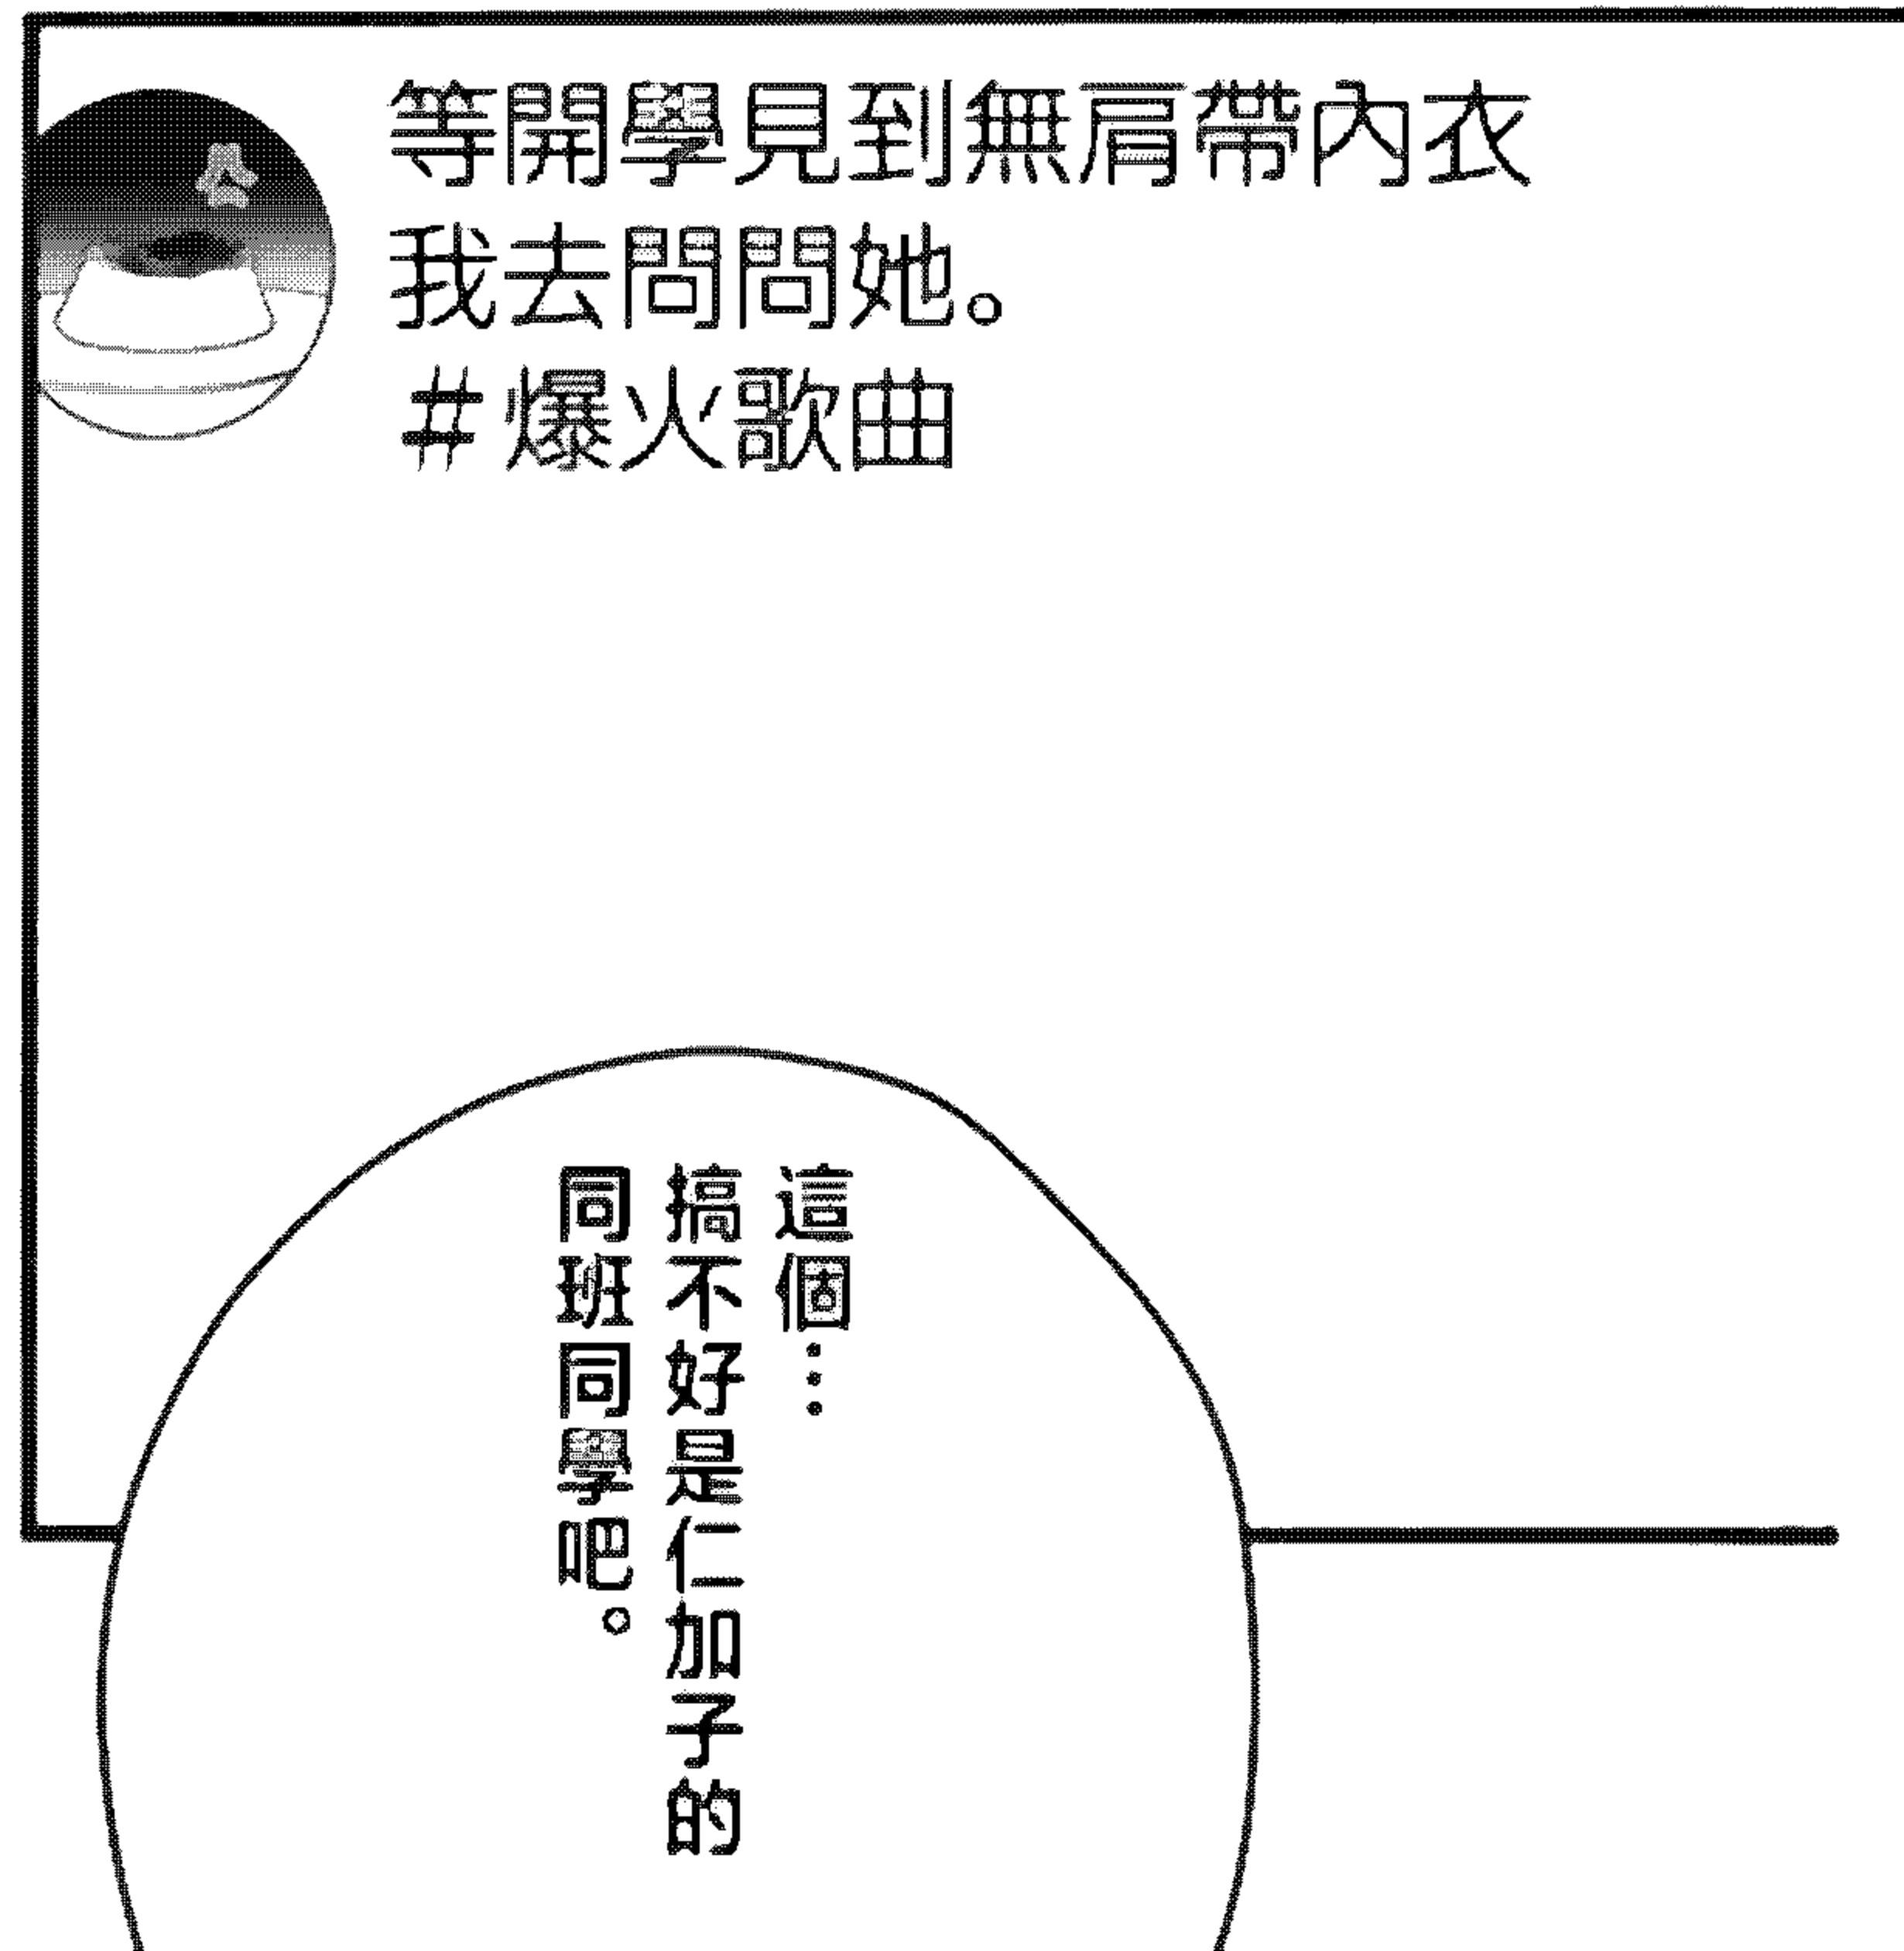 等開學見到無肩帶內衣
我去問問她。
#爆火歌曲
這個…
搞不好是仁加子的
同班同學吧。